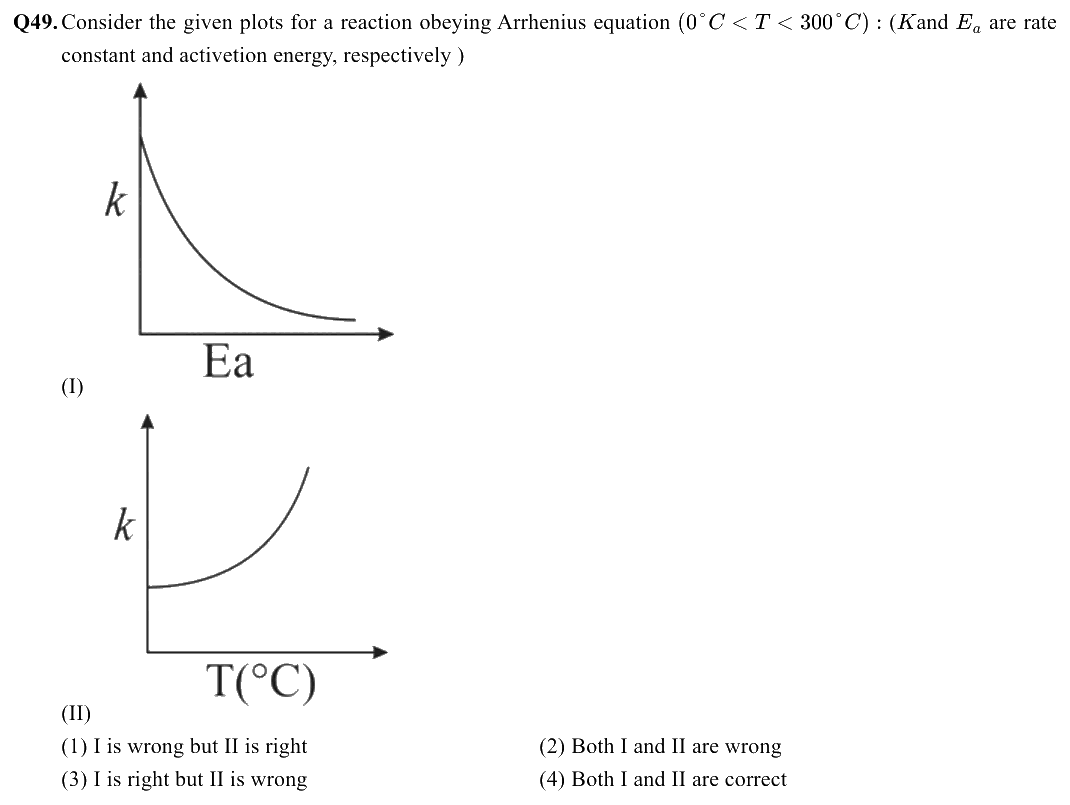 Q49. Consider the given plots for a reaction obeying Arrhenius equation (0°C < T < 300°C) : (Kand Eₐ are rate
constant and activetion energy, respectively )
k
Ea
(I)
k
T(°C)
(II)
(1) I is wrong but II is right (2) Both I and II are wrong
(3) I is right but II is wrong (4) Both I and II are correct